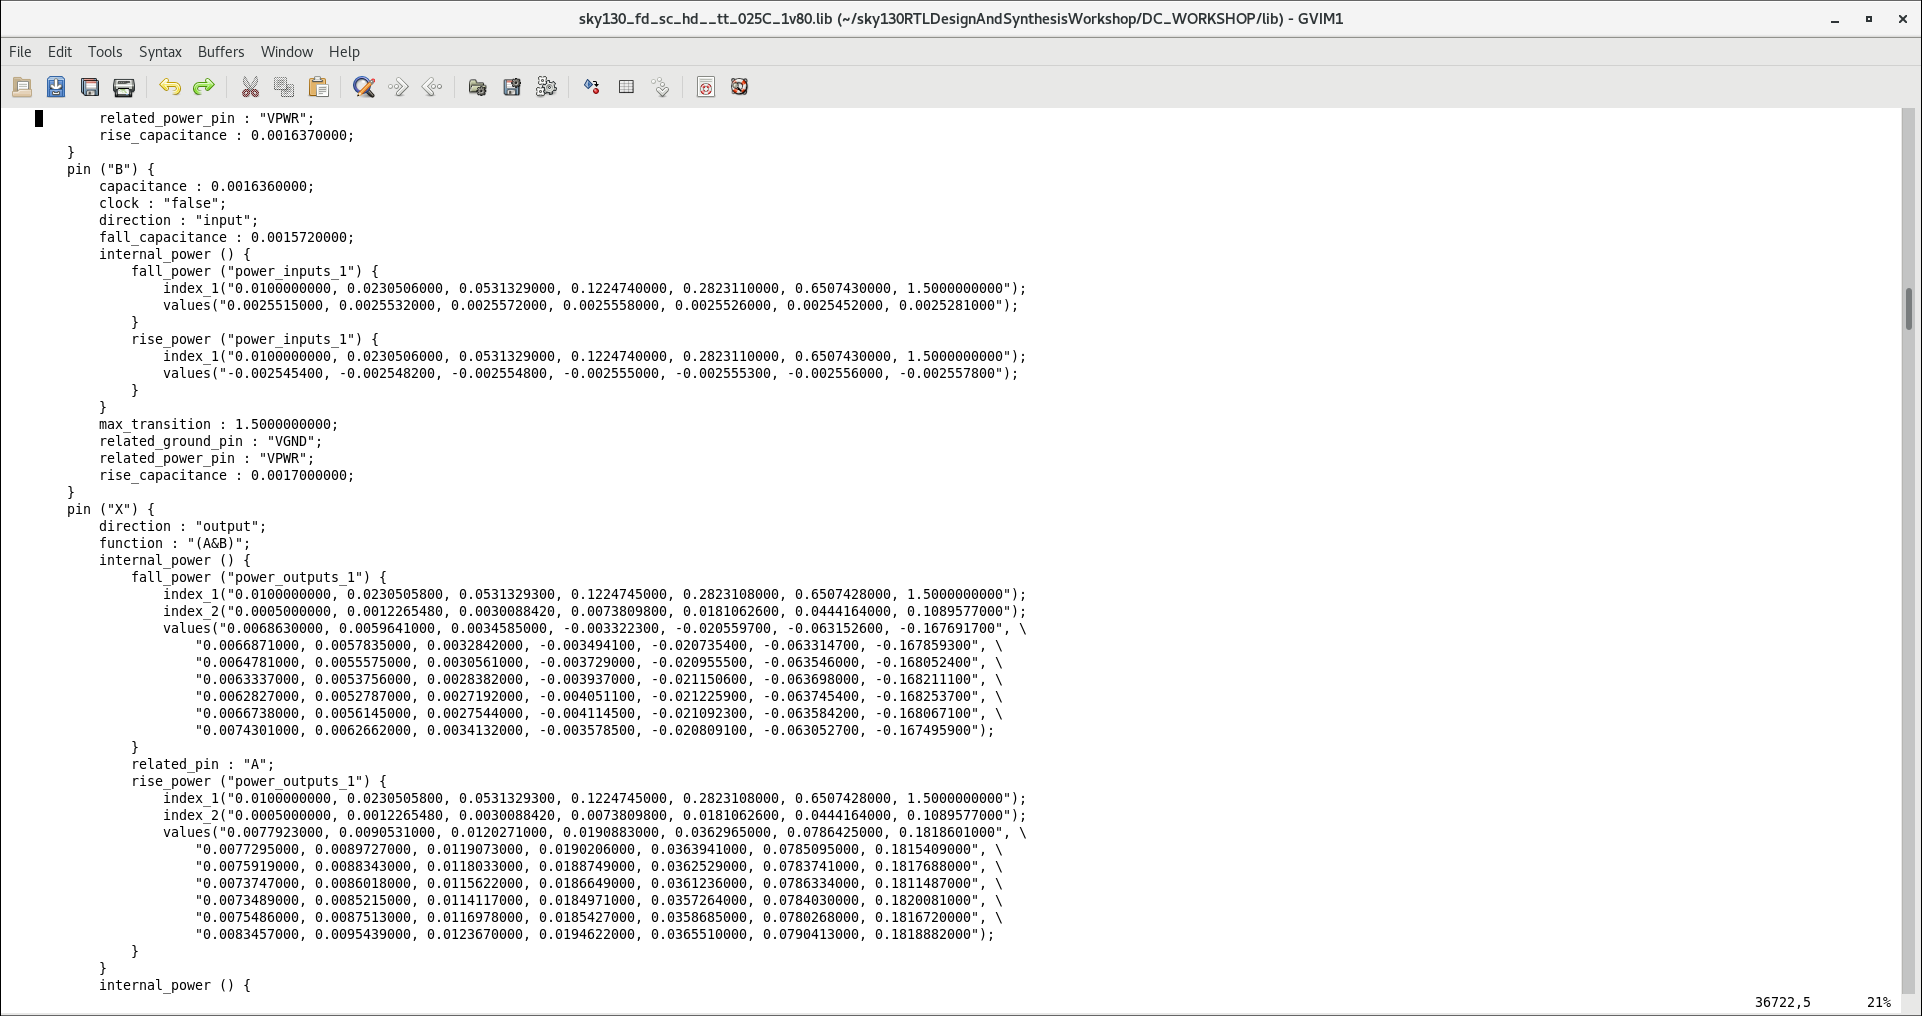 sky130_fd_sc_hd__tt_025C_1v80.lib (~/sky130RTLDesignAndSynthesisWorkshop/DC_WORKSHOP/lib) - GVIM1
File Edit Tools Syntax Buffers Window Help
        related_power_pin : "VPWR";
        rise_capacitance : 0.0016370000;
    }
    pin ("B") {
        capacitance : 0.0016360000;
        clock : "false";
        direction : "input";
        fall_capacitance : 0.0015720000;
        internal_power () {
            fall_power ("power_inputs_1") {
                index_1("0.0100000000, 0.0230506000, 0.0531329000, 0.1224740000, 0.2823110000, 0.6507430000, 1.5000000000");
                values("0.0025515000, 0.0025532000, 0.0025572000, 0.0025558000, 0.0025526000, 0.0025452000, 0.0025281000");
            }
            rise_power ("power_inputs_1") {
                index_1("0.0100000000, 0.0230506000, 0.0531329000, 0.1224740000, 0.2823110000, 0.6507430000, 1.5000000000");
                values("-0.002545400, -0.002548200, -0.002554800, -0.002555000, -0.002555300, -0.002556000, -0.002557800");
            }
        }
        max_transition : 1.5000000000;
        related_ground_pin : "VGND";
        related_power_pin : "VPWR";
        rise_capacitance : 0.0017000000;
    }
    pin ("X") {
        direction : "output";
        function : "(A&B)";
        internal_power () {
            fall_power ("power_outputs_1") {
                index_1("0.0100000000, 0.0230505800, 0.0531329300, 0.1224745000, 0.2823108000, 0.6507428000, 1.5000000000");
                index_2("0.0005000000, 0.0012265480, 0.0030088420, 0.0073809800, 0.0181062600, 0.0444164000, 0.1089577000");
                values("0.0068630000, 0.0059641000, 0.0034585000, -0.003322300, -0.020559700, -0.063152600, -0.167691700", \
                    "0.0066871000, 0.0057835000, 0.0032842000, -0.003494100, -0.020735400, -0.063314700, -0.167859300", \
                    "0.0064781000, 0.0055575000, 0.0030561000, -0.003729000, -0.020955500, -0.063546000, -0.168052400", \
                    "0.0063337000, 0.0053756000, 0.0028382000, -0.003937000, -0.021150600, -0.063698000, -0.168211100", \
                    "0.0062827000, 0.0052787000, 0.0027192000, -0.004051100, -0.021225900, -0.063745400, -0.168253700", \
                    "0.0066738000, 0.0056145000, 0.0027544000, -0.004114500, -0.021092300, -0.063584200, -0.168067100", \
                    "0.0074301000, 0.0062662000, 0.0034132000, -0.003578500, -0.020809100, -0.063052700, -0.167495900");
            }
            related_pin : "A";
            rise_power ("power_outputs_1") {
                index_1("0.0100000000, 0.0230505800, 0.0531329300, 0.1224745000, 0.2823108000, 0.6507428000, 1.5000000000");
                index_2("0.0005000000, 0.0012265480, 0.0030088420, 0.0073809800, 0.0181062600, 0.0444164000, 0.1089577000");
                values("0.0077923000, 0.0090531000, 0.0120271000, 0.0190883000, 0.0362965000, 0.0786425000, 0.1818601000", \
                    "0.0077295000, 0.0089727000, 0.0119073000, 0.0190206000, 0.0363941000, 0.0785095000, 0.1815409000", \
                    "0.0075919000, 0.0088343000, 0.0118033000, 0.0188749000, 0.0362529000, 0.0783741000, 0.1817688000", \
                    "0.0073747000, 0.0086018000, 0.0115622000, 0.0186649000, 0.0361236000, 0.0786334000, 0.1811487000", \
                    "0.0073489000, 0.0085215000, 0.0114117000, 0.0184971000, 0.0357264000, 0.0784030000, 0.1820081000", \
                    "0.0075486000, 0.0087513000, 0.0116978000, 0.0185427000, 0.0358685000, 0.0780268000, 0.1816720000", \
                    "0.0083457000, 0.0095439000, 0.0123670000, 0.0194622000, 0.0365510000, 0.0790413000, 0.1818882000");
            }
        }
        internal_power () {
36722,5 21%